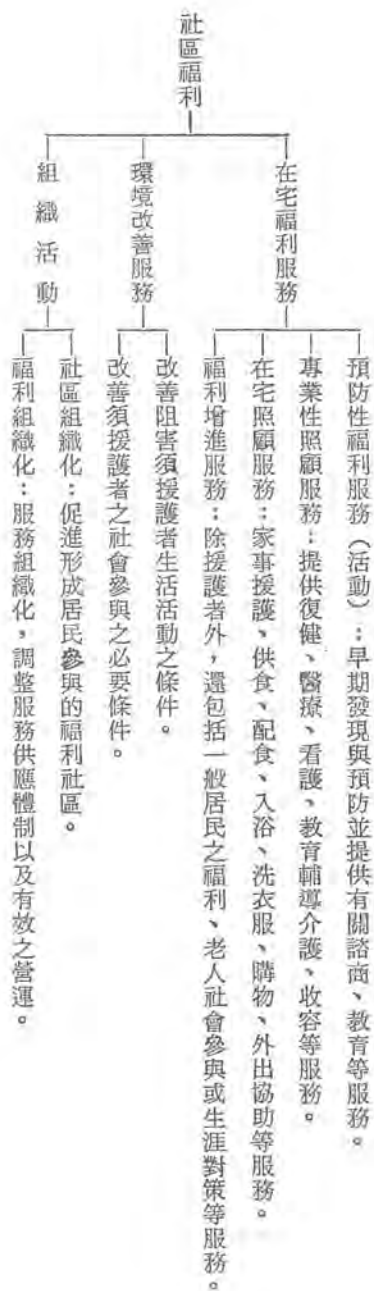 社區福利
在宅福利服務
預防性福利服務（活動）：早期發現與預防並提供有關諮商、教育等服務。
專業性照顧服務：提供復健、醫療、看護、教育輔導介護、收容等服務。
在宅照顧服務：家事援護、供食、配食、入浴、洗衣服、購物、外出協助等服務。
福利增進服務：除援護者外，還包括一般居民之福利、老人社會參與或生涯對策等服務。
環境改善服務
改善阻害須援護者生活活動之條件。
改善須援護者之社會參與之必要條件。
組織活動
社區組織化：促進形成居民參與的福利社區。
福利組織化：服務組織化，調整服務供應體制以及有效之營運。